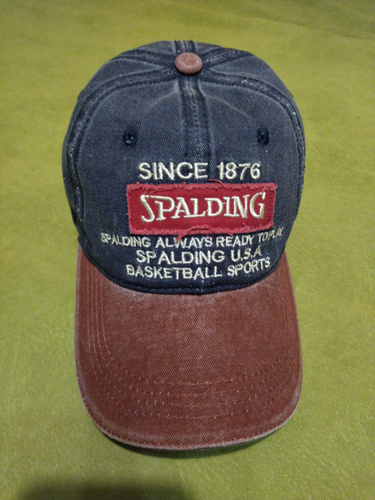 SINCE 1876
SPALDING
SPALDING ALWAYS READY TO PLAY
SPALDING U.S.A
BASKETBALL SPORTS